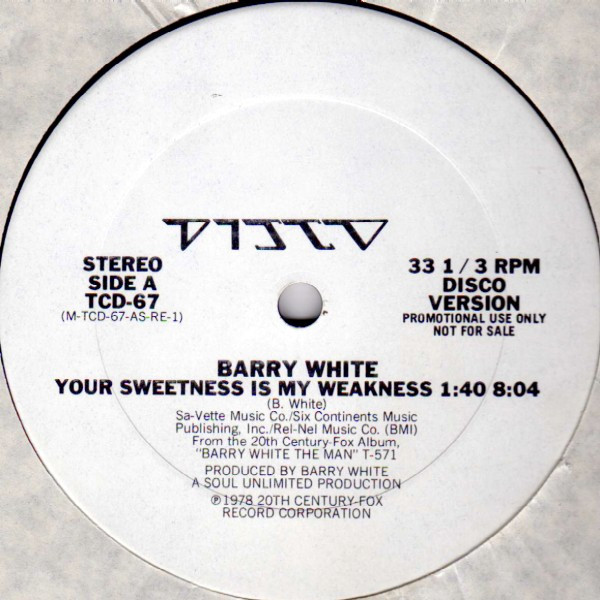 DISCO
STEREO
SIDE A
TCD-67
(M-TCD-67-AS-RE-1)
33 1/3 RPM
DISCO
VERSION
PROMOTIONAL USE ONLY
NOT FOR SALE
BARRY WHITE
YOUR SWEETNESS IS MY WEAKNESS 1:40 8:04
(B. White)
Sa-Vette Music Co./Six Continents Music
Publishing, Inc./Rel-Nel Music Co. (BMI)
From the 20th Century-Fox Album,
"BARRY WHITE THE MAN" T-571
PRODUCED BY BARRY WHITE
A SOUL UNLIMITED PRODUCTION
℗1978 20TH CENTURY-FOX
RECORD CORPORATION